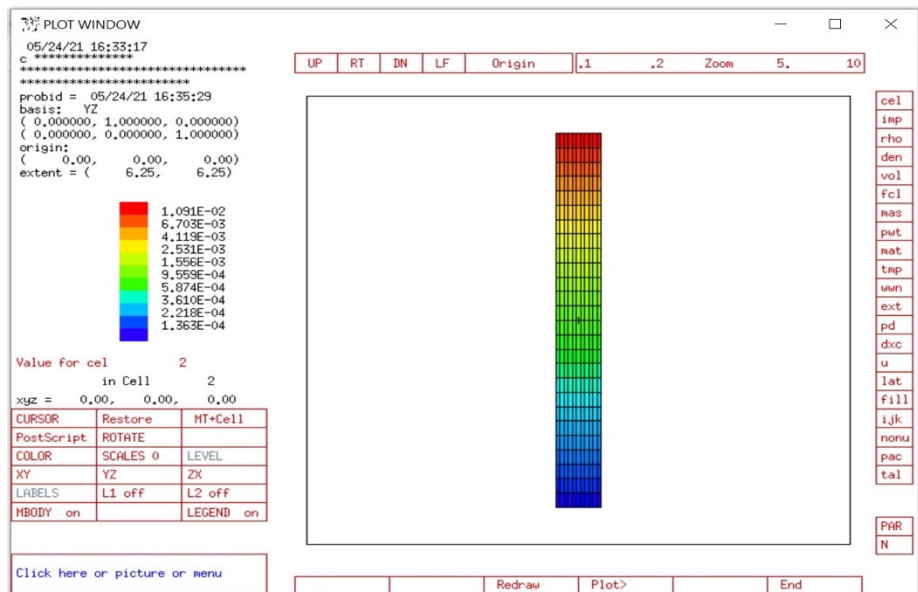 PLOT WINDOW
05/24/21 16:33:17
c **************
*********************************
*************************
probid = 05/24/21 16:35:29
basis: YZ
( 0.000000, 1.000000, 0.000000)
( 0.000000, 0.000000, 1.000000)
origin:
( 0.00, 0.00, 0.00)
extent = ( 6.25, 6.25)
1.091E-02
6.703E-03
4.119E-03
2.531E-03
1.556E-03
9.559E-04
5.874E-04
3.610E-04
2.218E-04
1.363E-04
Value for cel 2
in Cell 2
xyz = 0.00, 0.00, 0.00
CURSOR Restore MT+Cell
PostScript ROTATE
COLOR SCALES 0 LEVEL
XY YZ ZX
LABELS L1 off L2 off
MBODY on LEGEND on
Click here or picture or menu
UP RT DN LF Origin .1 .2 Zoom 5. 10
cel
imp
rho
den
vol
fcl
mas
pwt
mat
tmp
wwn
ext
pd
dxc
u
lat
fill
ijk
nonu
pac
tal
PAR
N
Redraw Plot> End